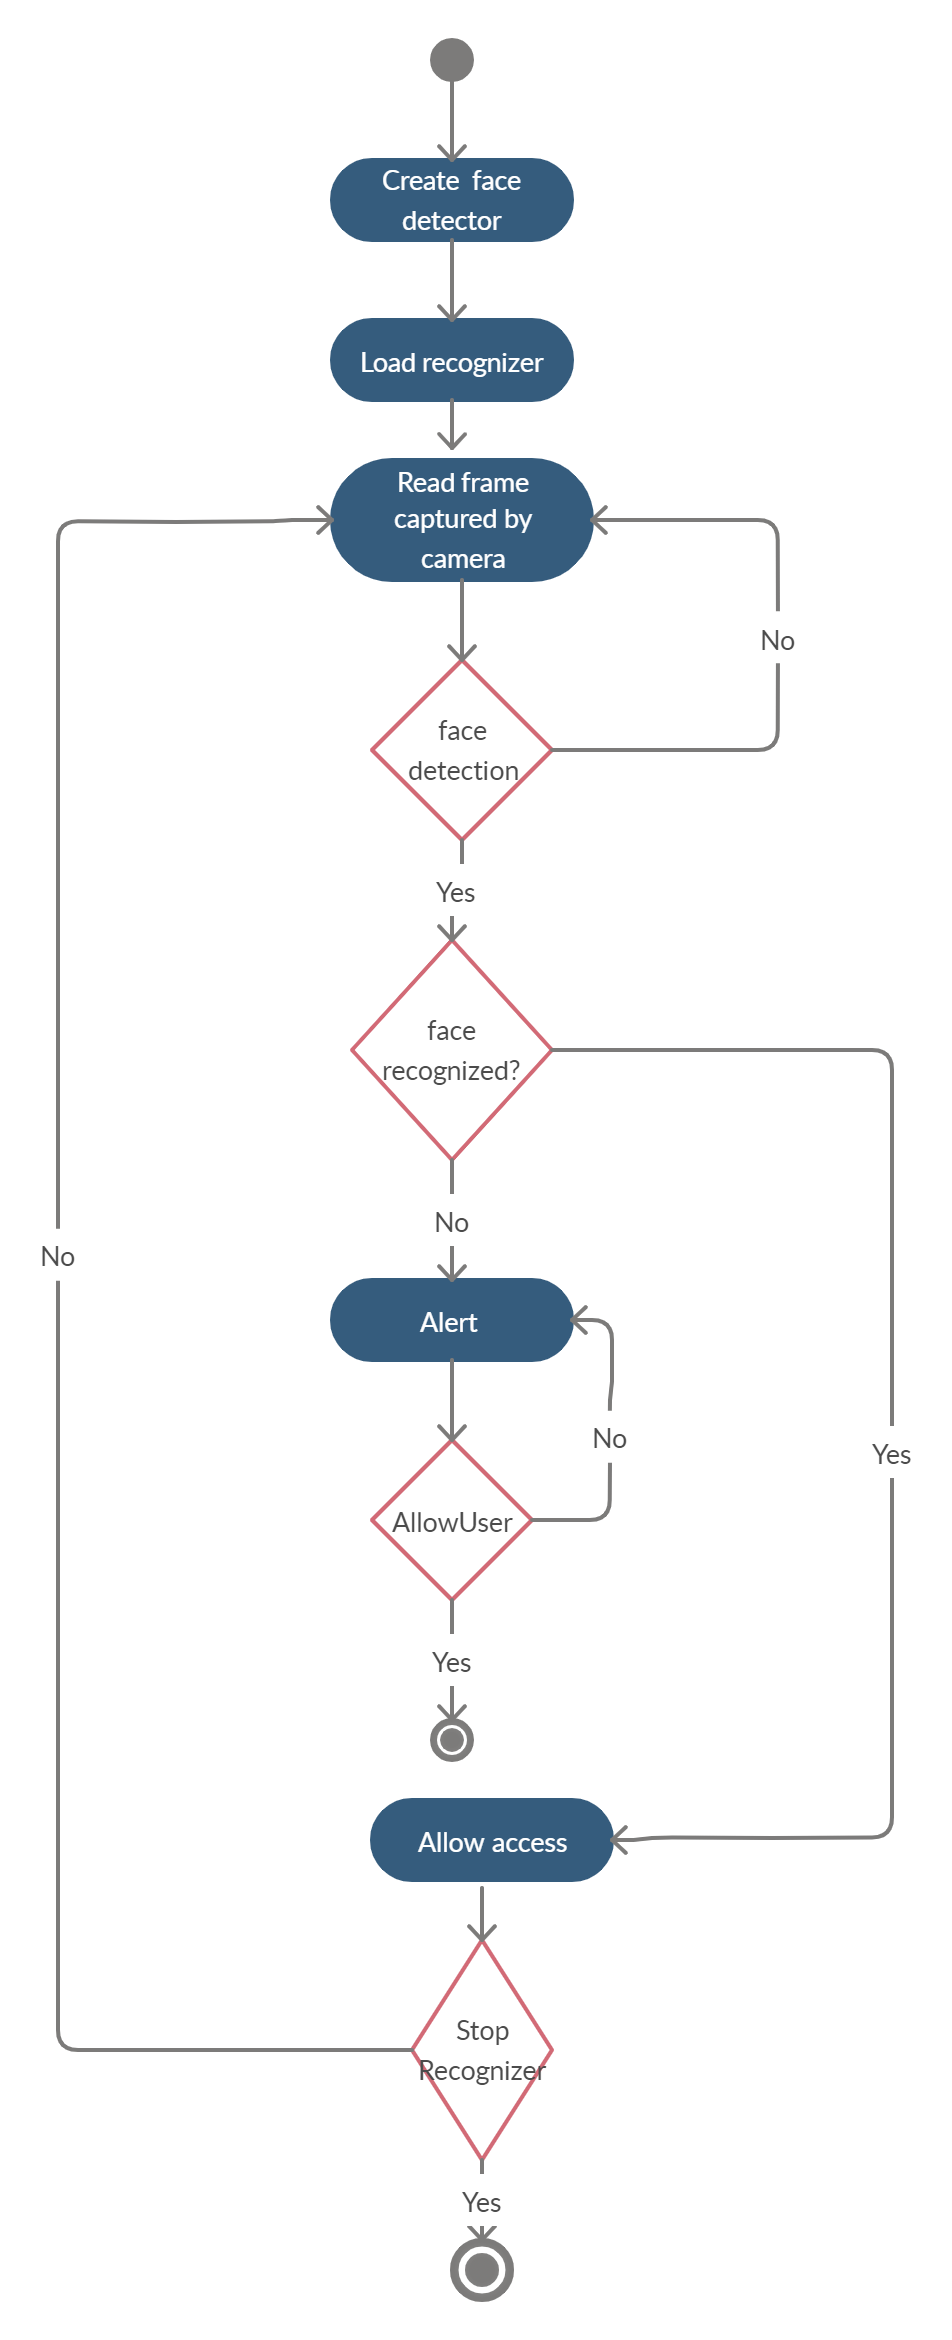 Create  face
detector
Load recognizer
Read frame
captured by
camera
No
face
detection
Yes
face
recognized?
No
No
Alert
No
Yes
AllowUser
Yes
Allow access
Stop
Recognizer
Yes